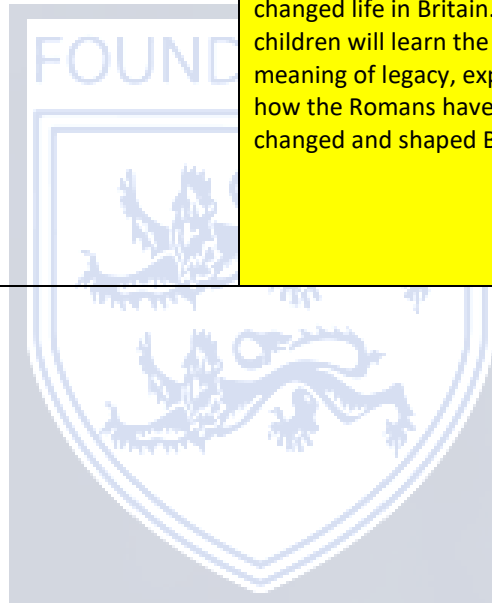 changed life in Britain.
children will learn the
meaning of legacy, exp
how the Romans have
changed and shaped B
FOUND